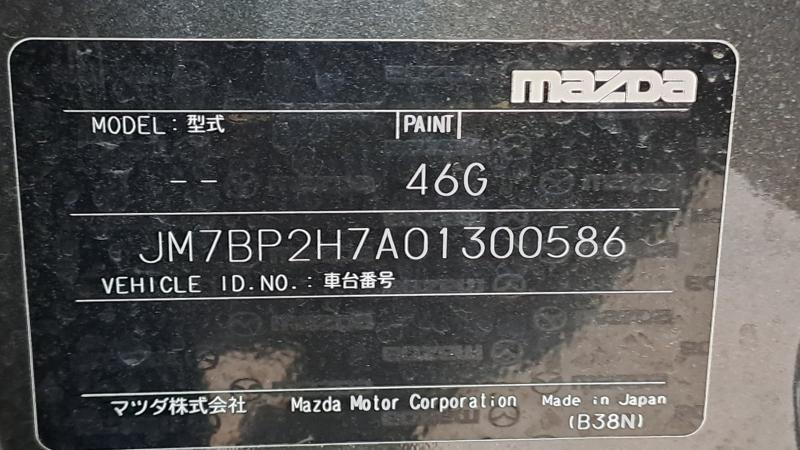 mazda
MODEL : 型式 PAINT
-- 46G
JM7BP2H7A01300586
VEHICLE ID.NO.: 車台番号
マツダ株式会社 Mazda Motor Corporation Made in Japan
(B38N)